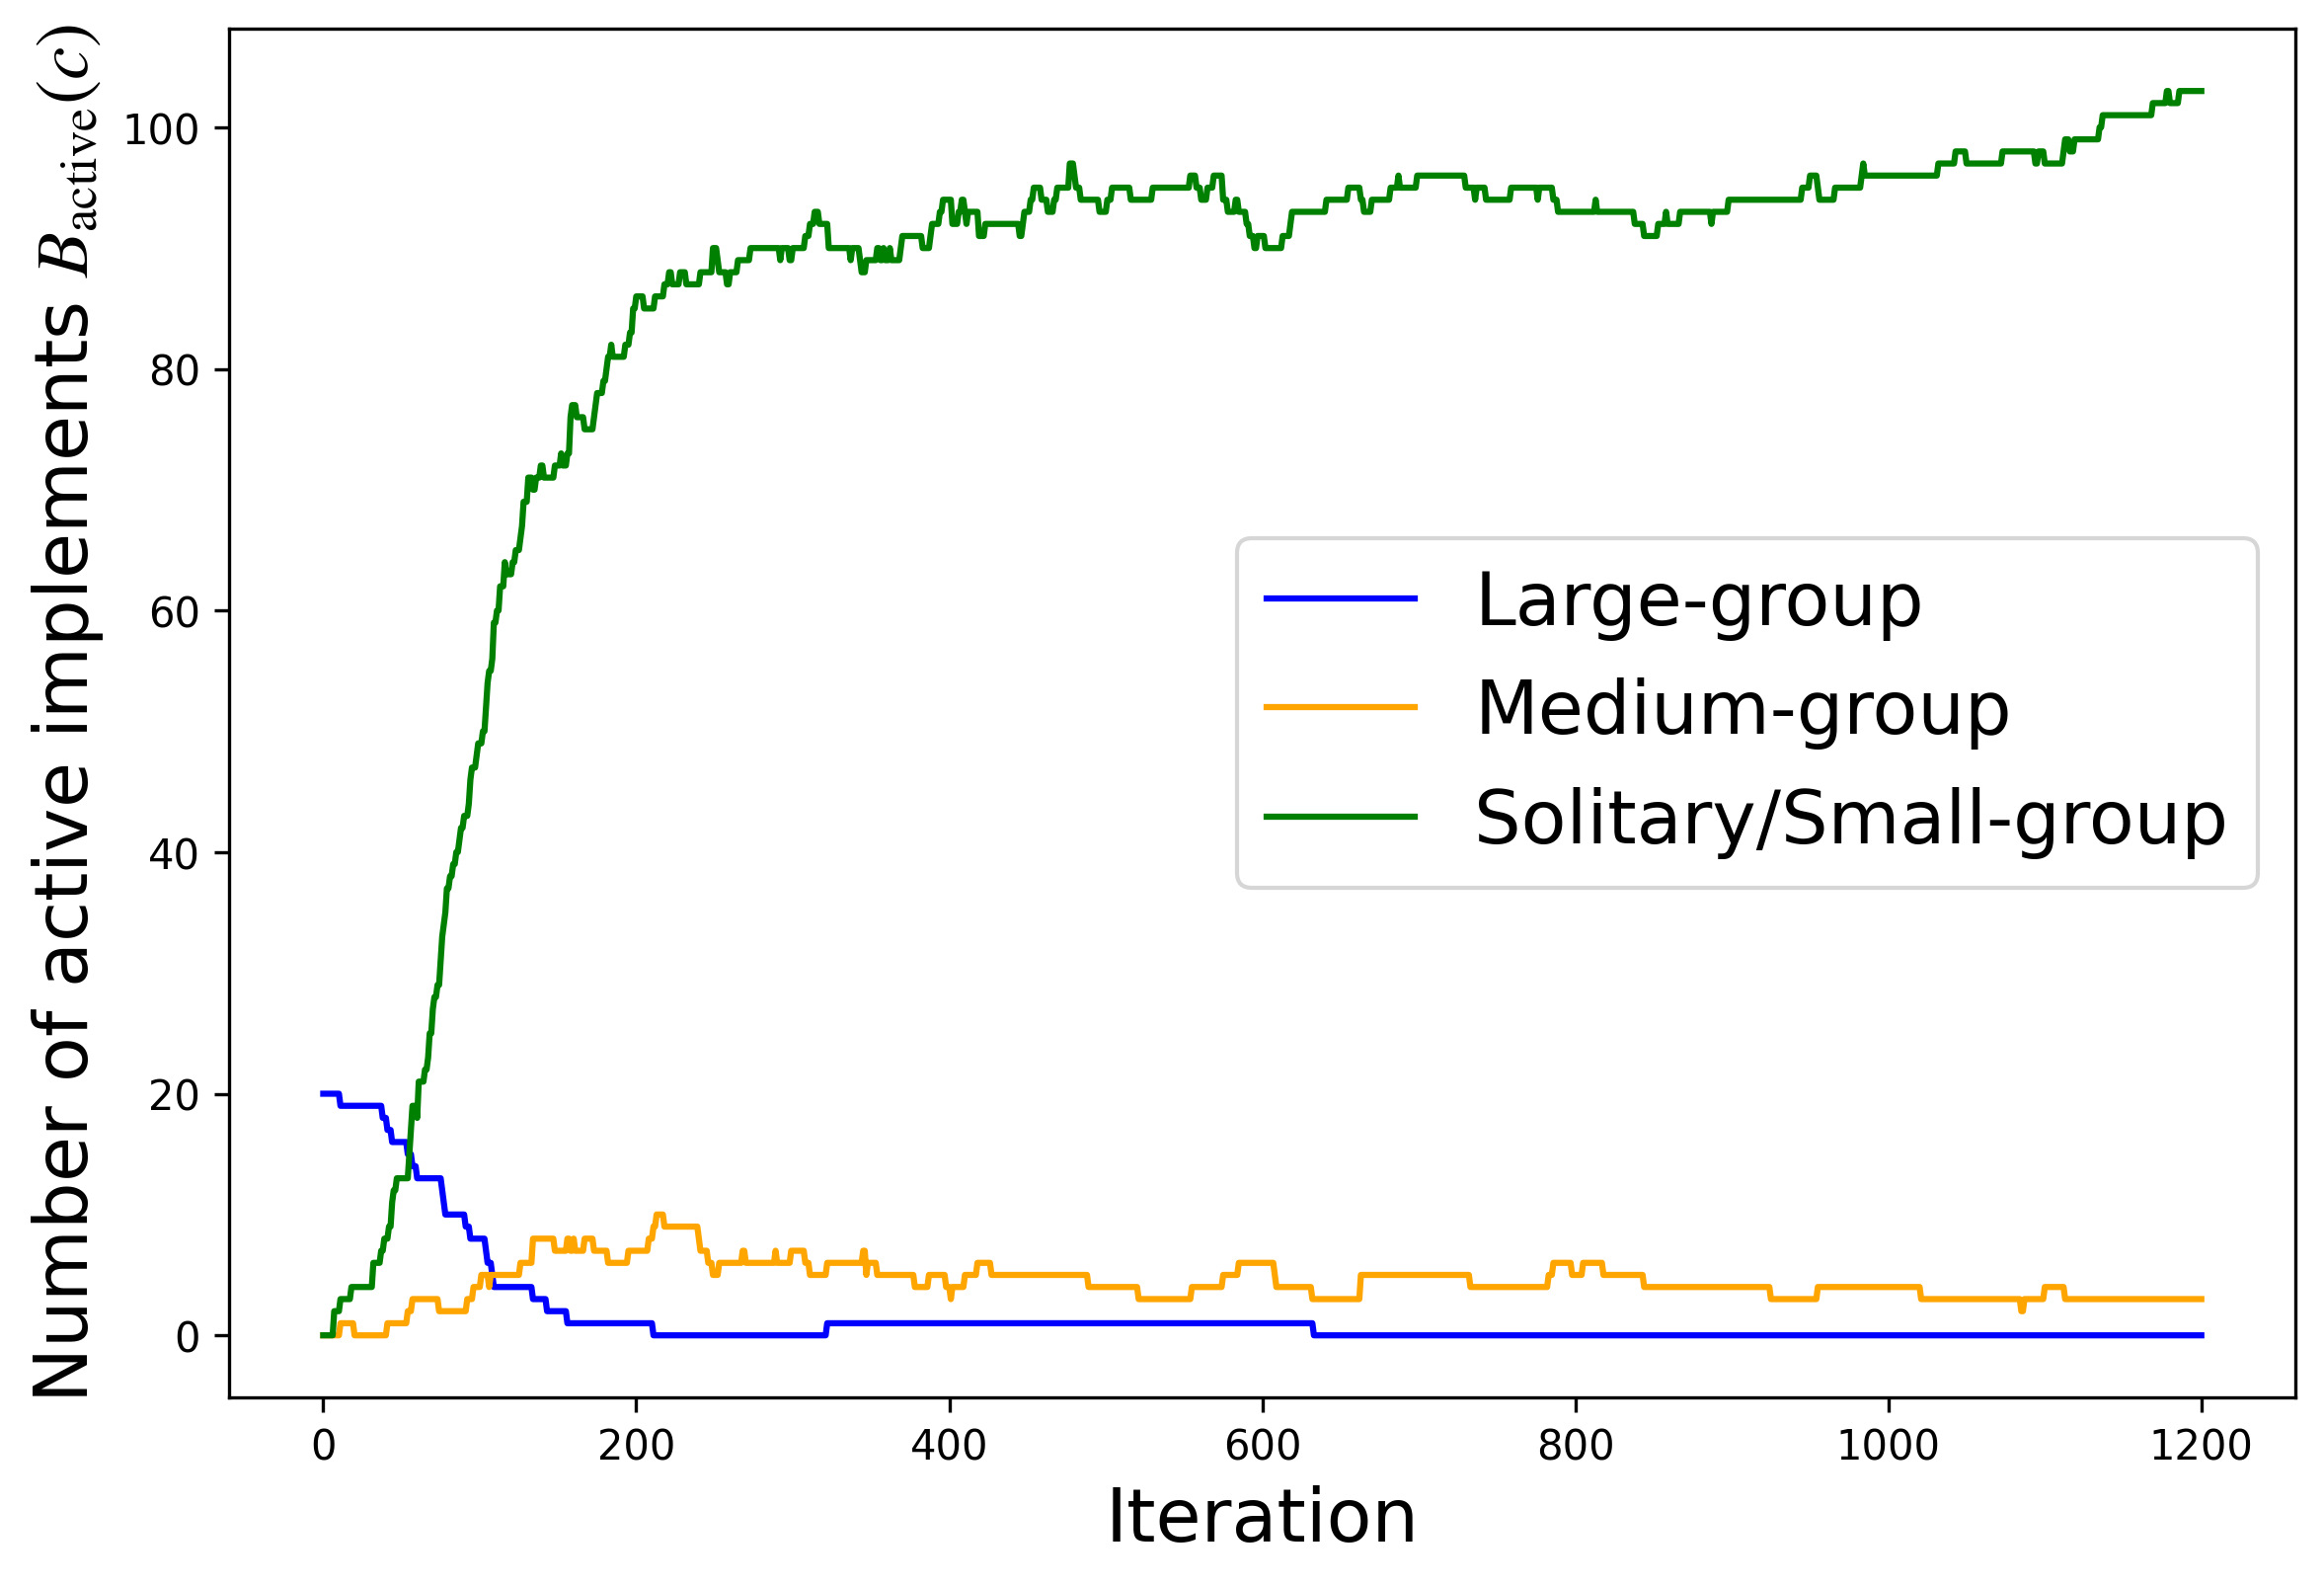 Number of active implements B_active(c)
100
80
60
40
20
0
Large-group
Medium-group
Solitary/Small-group
0 200 400 600 800 1000 1200
Iteration